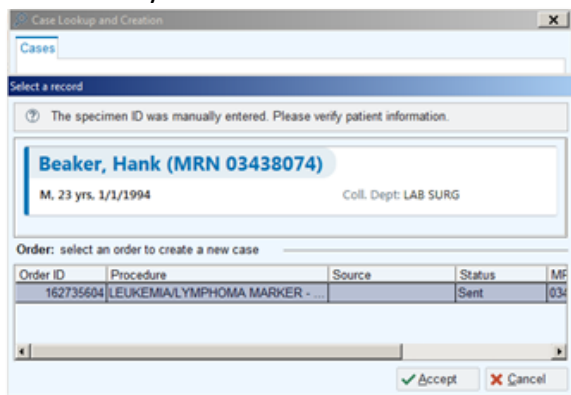 Case Lookup and Creation
Cases
Select a record
The specimen ID was manually entered. Please verify patient information.
Beaker, Hank (MRN 03438074)
M, 23 yrs, 1/1/1994 Coll. Dept: LAB SURG
Order: select an order to create a new case
Order ID Procedure Source Status
162735604 LEUKEMIA/LYMPHOMA MARKER - ... Sent 034
Accept Cancel